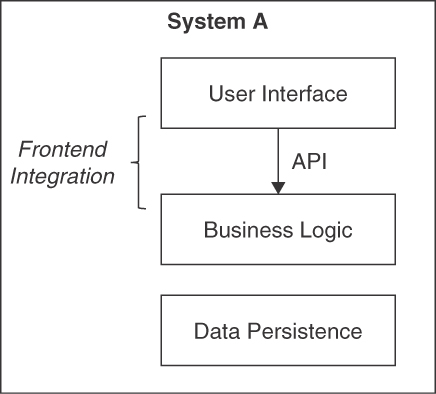 System A
User Interface
Frontend
Integration
API
Business Logic
Data Persistence